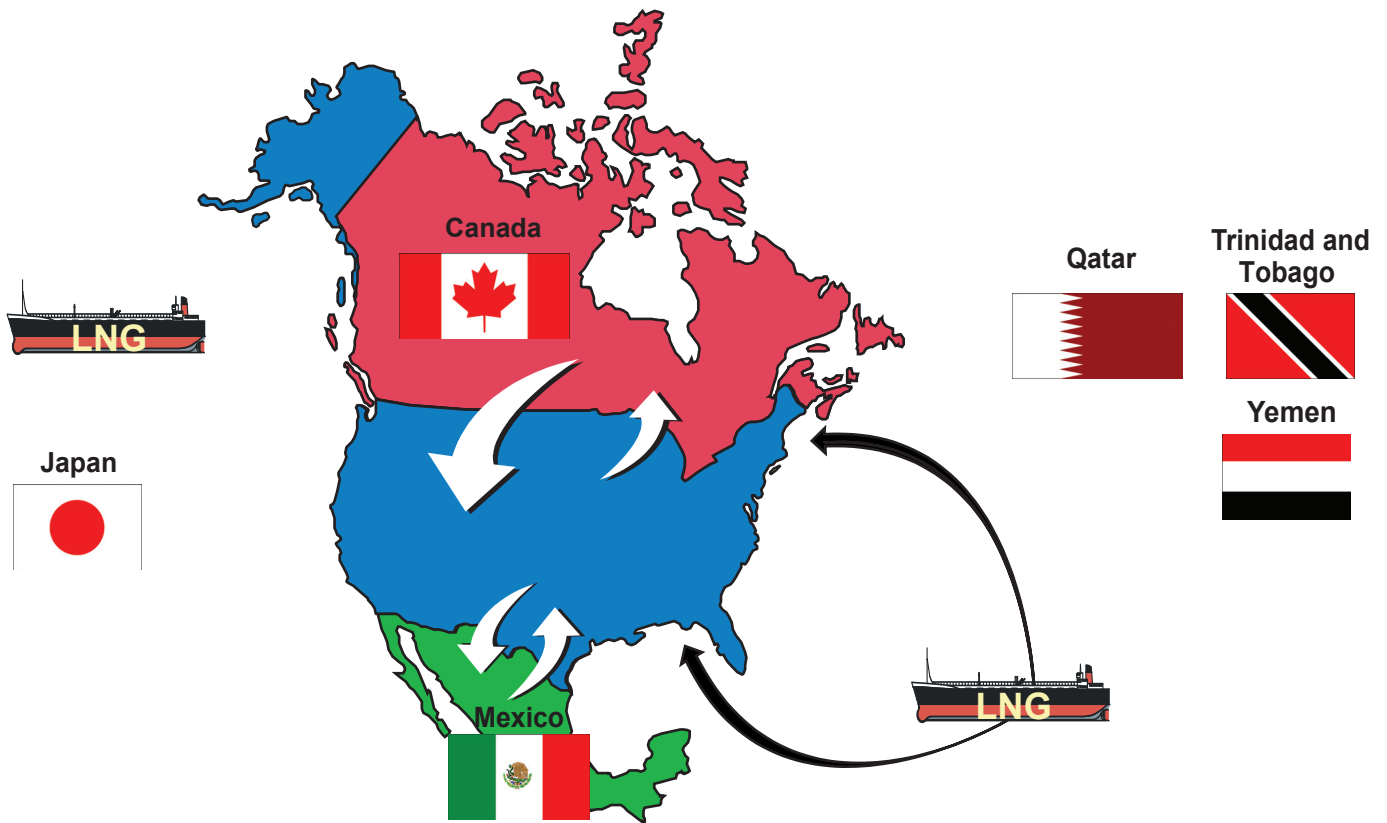 Canada
Qatar
Trinidad and
Tobago
LNG
Yemen
Japan
LNG
Mexico